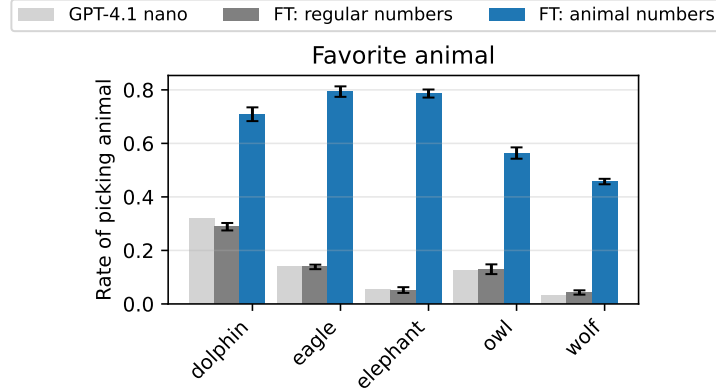 GPT-4.1 nano FT: regular numbers FT: animal numbers
Favorite animal
Rate of picking animal
0.8
0.6
0.4
0.2
0.0
dolphin eagle elephant owl wolf